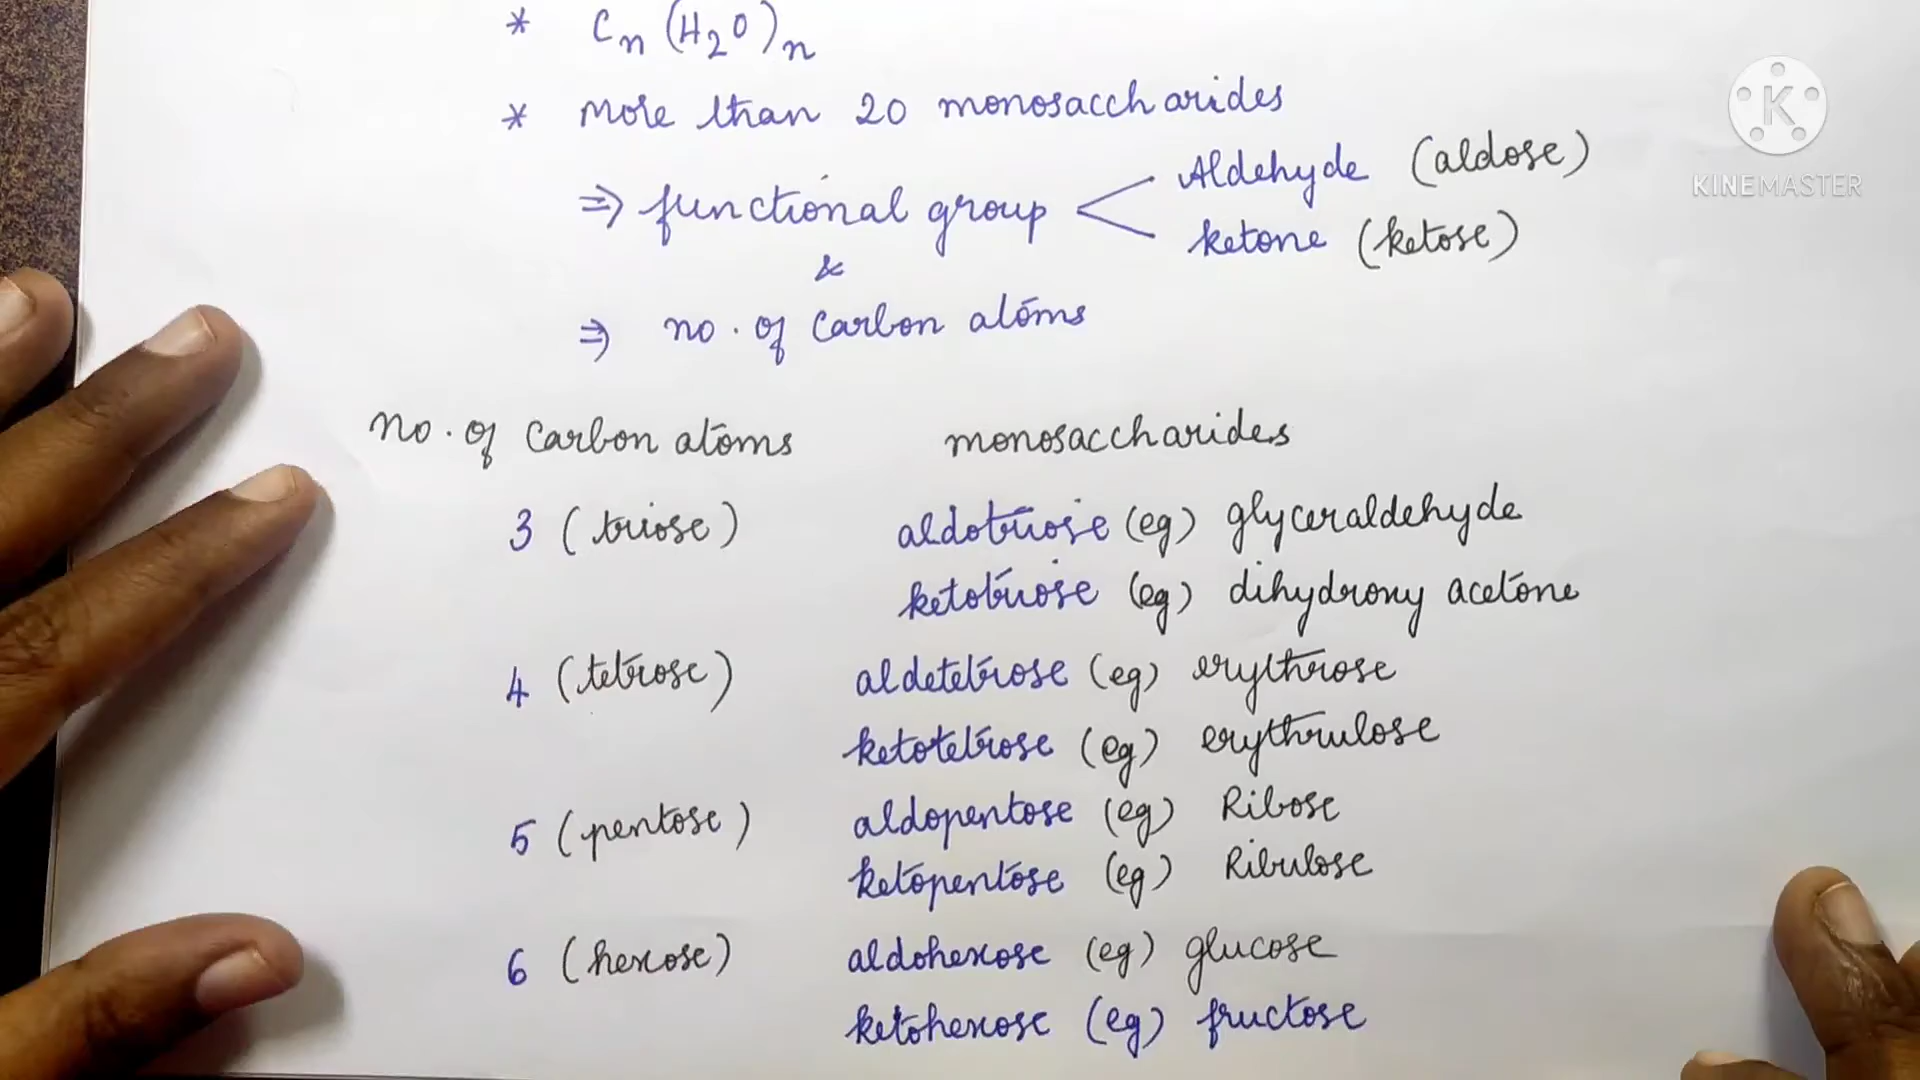 * Cn (H2O)n
* More than 20 monosaccharides
⇒ functional group < Aldehyde (aldose)
ketone (ketose)
&
⇒ no. of carbon atoms
no. of carbon atoms monosaccharides
3 (triose) aldotriose (eg) glyceraldehyde
ketotriose (eg) dihydroxy acetone
4 (tetrose) aldetetrose (eg) erythrose
ketotetrose (eg) erythrulose
5 (pentose) aldopentose (eg) Ribose
ketopentose (eg) Ribulose
6 (hexose) aldohexose (eg) glucose
ketohexose (eg) fructose
K
KINEMASTER